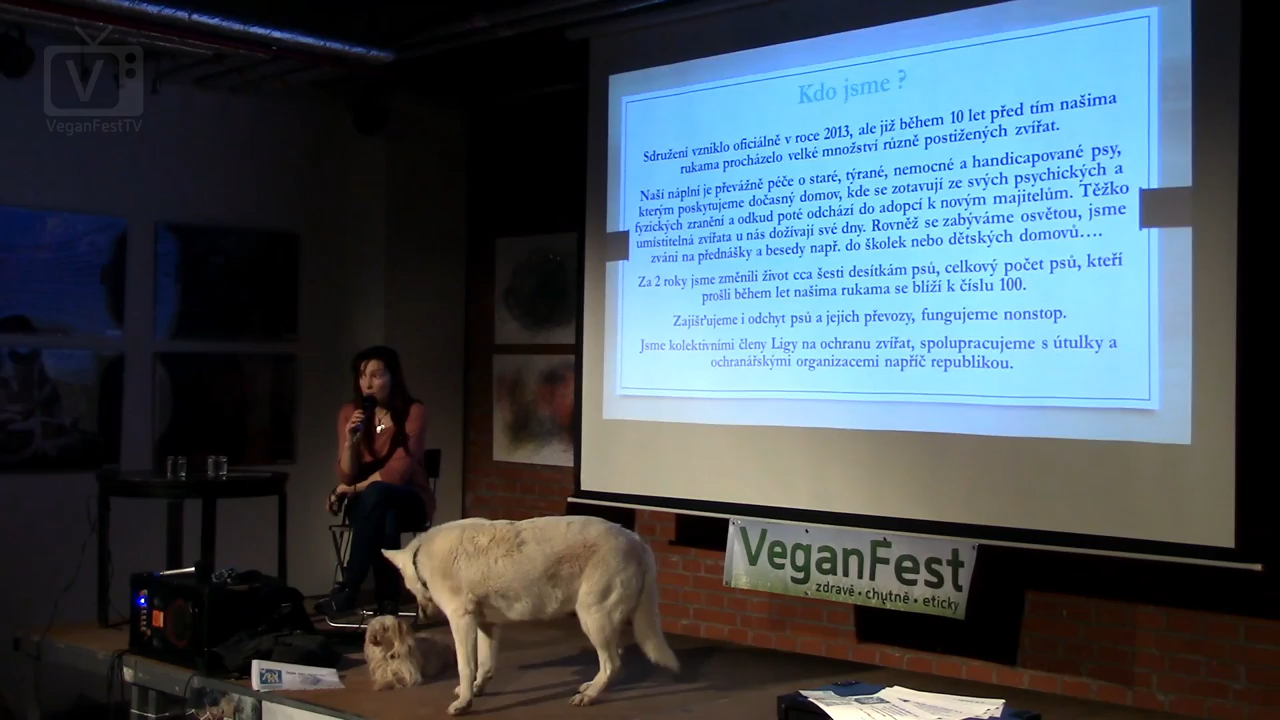 VeganFestTV
Kdo jsme ?
Sdružení vzniklo oficiálně v roce 2013, ale již během 10 let před tím našima
rukama procházelo velké množství různě postižených zvířat.
Naší náplní je převážně péče o staré, týrané, nemocné a handicapované psy,
kterým poskytujeme dočasný domov, kde se zotavují ze svých psychických a
fyzických zranění a odkud poté odchází do adopcí k novým majitelům. Těžko
umístitelná zvířata u nás dožívají své dny. Rovněž se zabýváme osvětou, jsme
zváni na přednášky a besedy např. do školek nebo dětských domovů….
Za 2 roky jsme změnili život cca šesti desítkám psů, celkový počet psů, kteří
prošli během let našima rukama se blíží k číslu 100.
Zajišťujeme i odchyt psů a jejich převozy, fungujeme nonstop.
Jsme kolektivními členy Ligy na ochranu zvířat, spolupracujeme s útulky a
ochranářskými organizacemi napříč republikou.
VeganFest
zdravě • chutně • eticky